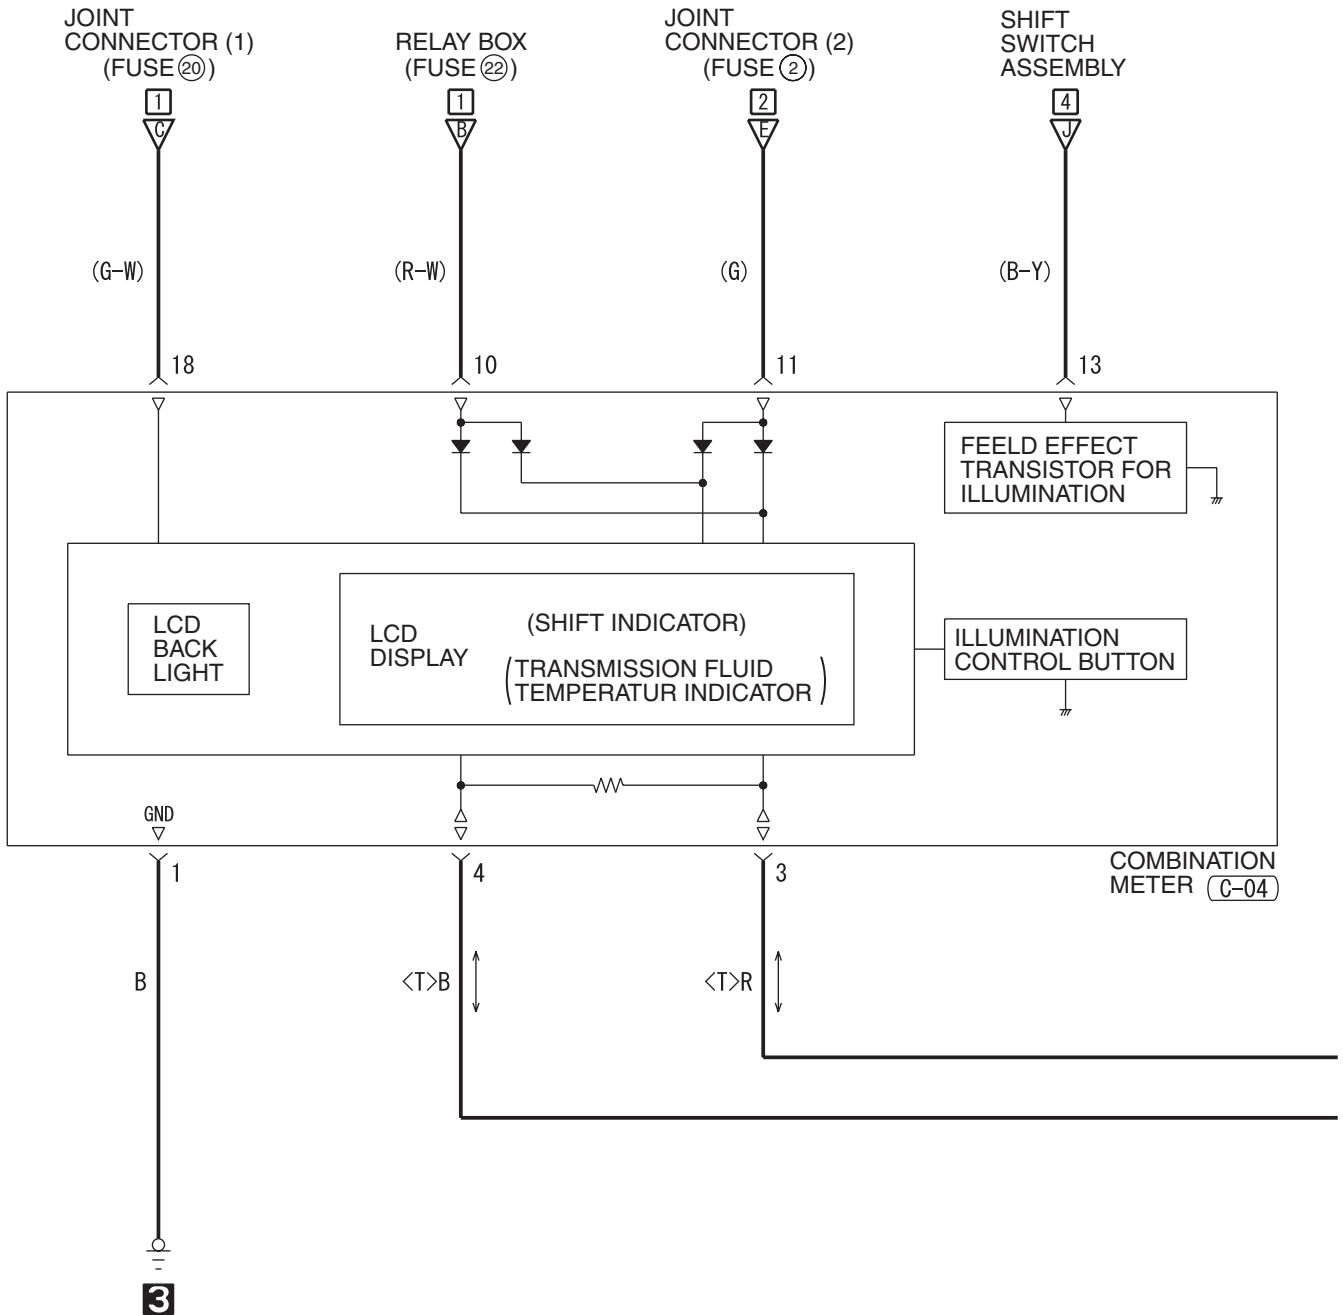 JOINT
CONNECTOR (1)
(FUSE 20)
RELAY BOX
(FUSE 22)
JOINT
CONNECTOR (2)
(FUSE 2)
SHIFT
SWITCH
ASSEMBLY
1
1
2
4
C
B
E
J
(G-W)
(R-W)
(G)
(B-Y)
18
10
11
13
FEELD EFFECT
TRANSISTOR FOR
ILLUMINATION
LCD
BACK
LIGHT
LCD
DISPLAY
(SHIFT INDICATOR)
(TRANSMISSION FLUID
TEMPERATUR INDICATOR)
ILLUMINATION
CONTROL BUTTON
GND
1
4
3
COMBINATION
METER C-04
B
<T>B
<T>R
3